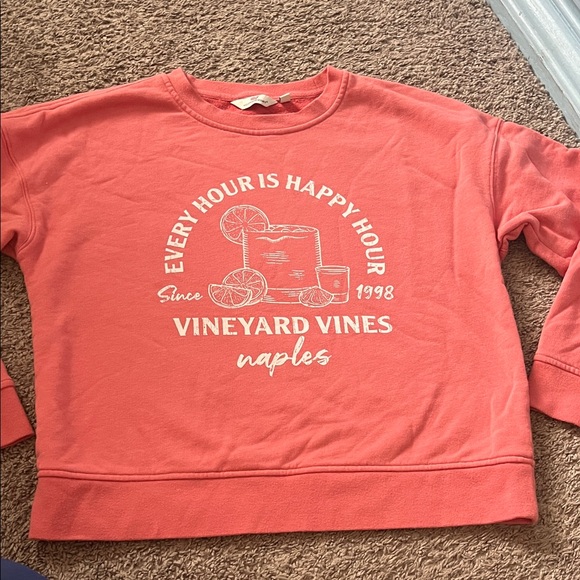 EVERY HOUR IS HAPPY HOUR
Since 1998
VINEYARD VINES
naples